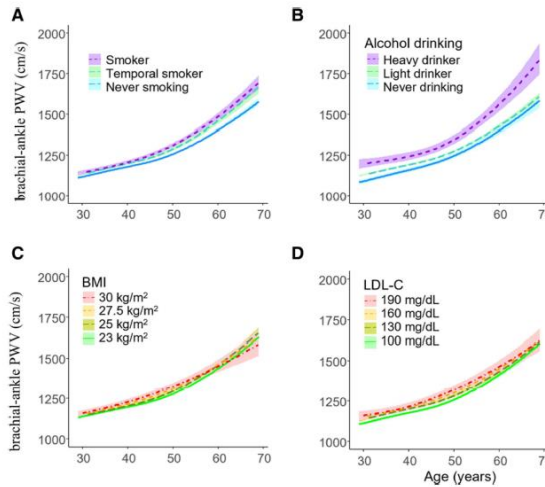 A
brachial-ankle PWV (cm/s)
2000
1750
1500
1250
1000
Smoker
Temporal smoker
Never smoking
30 40 50 60 70
B
2000
1750
1500
1250
1000
Alcohol drinking
Heavy drinker
Light drinker
Never drinking
30 40 50 60 70
C
brachial-ankle PWV (cm/s)
2000
1750
1500
1250
1000
BMI
30 kg/m²
27.5 kg/m²
25 kg/m²
23 kg/m²
30 40 50 60 70
D
2000
1750
1500
1250
1000
LDL-C
190 mg/dL
160 mg/dL
130 mg/dL
100 mg/dL
30 40 50 60 7
Age (years)